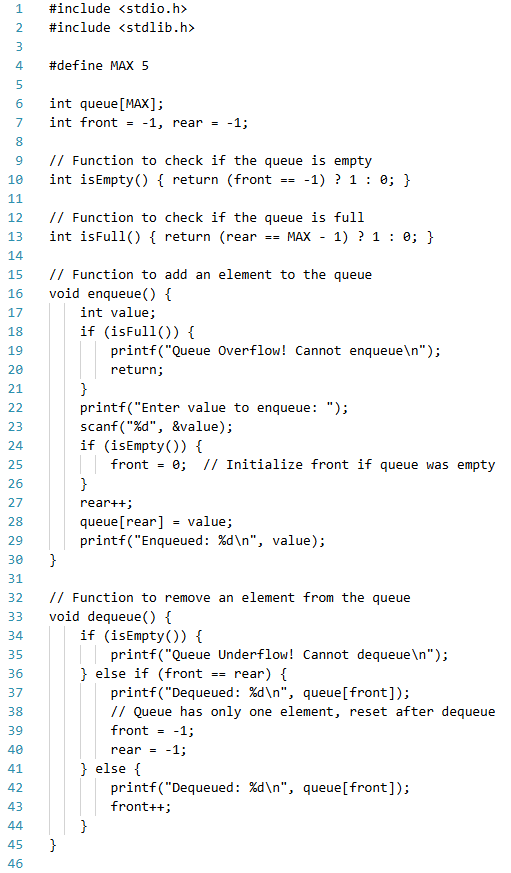 1 #include <stdio.h>
2 #include <stdlib.h>
3
4 #define MAX 5
5
6 int queue[MAX];
7 int front = -1, rear = -1;
8
9 // Function to check if the queue is empty
10 int isEmpty() { return (front == -1) ? 1 : 0; }
11
12 // Function to check if the queue is full
13 int isFull() { return (rear == MAX - 1) ? 1 : 0; }
14
15 // Function to add an element to the queue
16 void enqueue() {
17     int value;
18     if (isFull()) {
19         printf("Queue Overflow! Cannot enqueue\n");
20         return;
21     }
22     printf("Enter value to enqueue: ");
23     scanf("%d", &value);
24     if (isEmpty()) {
25         front = 0;  // Initialize front if queue was empty
26     }
27     rear++;
28     queue[rear] = value;
29     printf("Enqueued: %d\n", value);
30 }
31
32 // Function to remove an element from the queue
33 void dequeue() {
34     if (isEmpty()) {
35         printf("Queue Underflow! Cannot dequeue\n");
36     } else if (front == rear) {
37         printf("Dequeued: %d\n", queue[front]);
38         // Queue has only one element, reset after dequeue
39         front = -1;
40         rear = -1;
41     } else {
42         printf("Dequeued: %d\n", queue[front]);
43         front++;
44     }
45 }
46